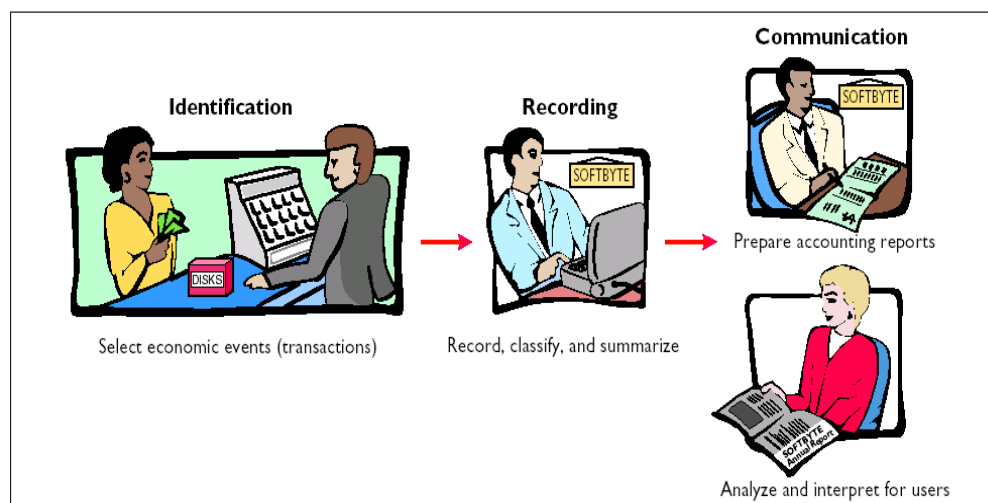 Identification
DISKS
Select economic events (transactions)
Recording
SOFTBYTE
Record, classify, and summarize
Communication
SOFTBYTE
Prepare accounting reports
SOFTBYTE
Annual Report
Analyze and interpret for users